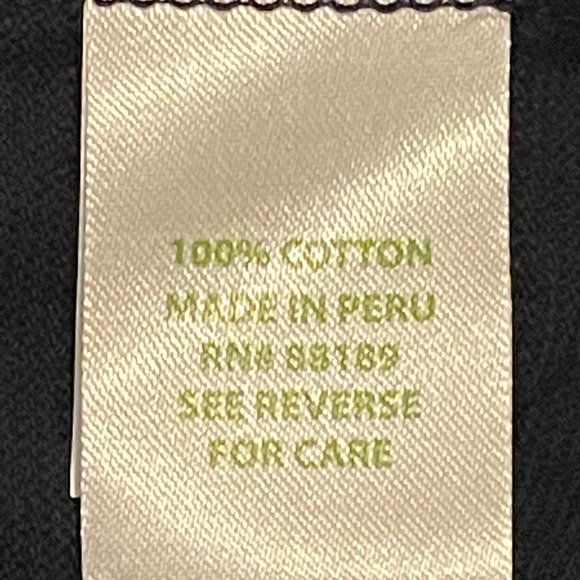 100% COTTON
MADE IN PERU
RN# 88189
SEE REVERSE
FOR CARE